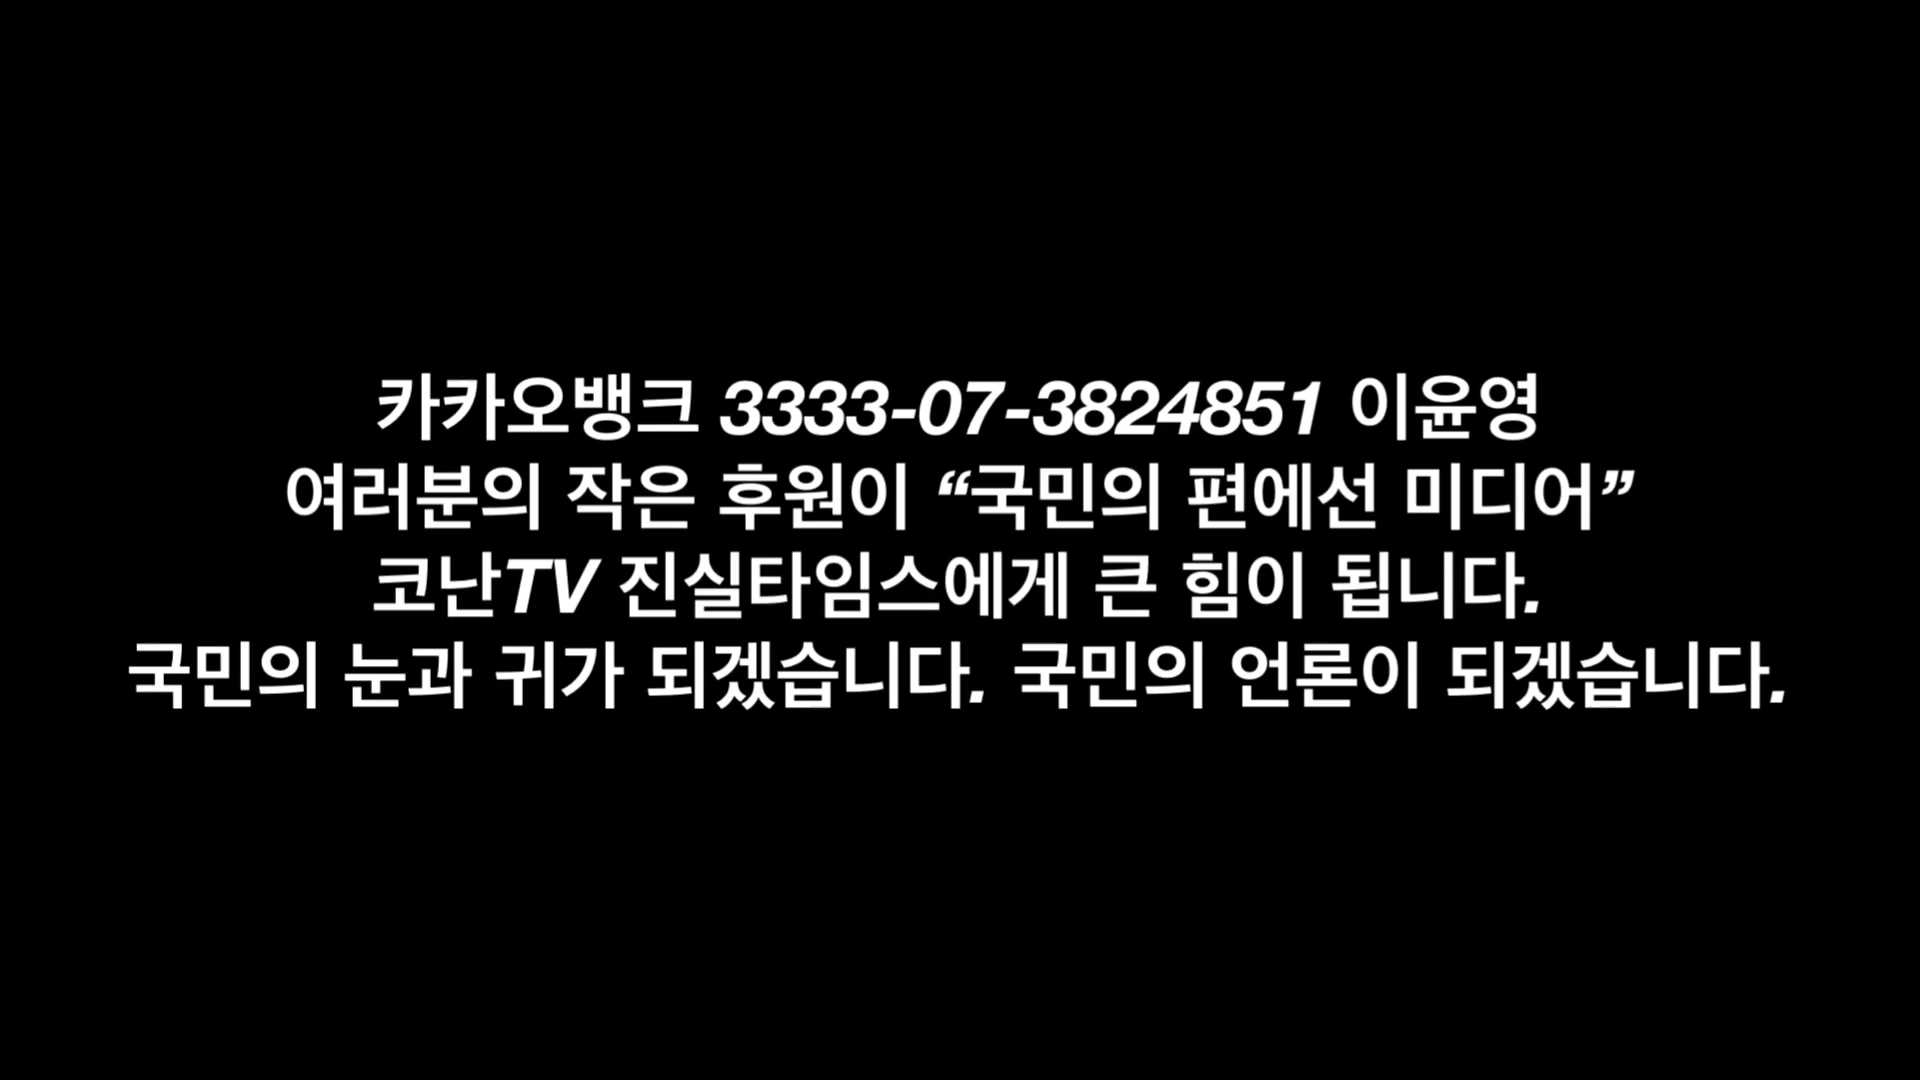 카카오뱅크 3333-07-3824851 이윤영
여러분의 작은 후원이 “국민의 편에선 미디어”
코난TV 진실타임스에게 큰 힘이 됩니다.
국민의 눈과 귀가 되겠습니다. 국민의 언론이 되겠습니다.